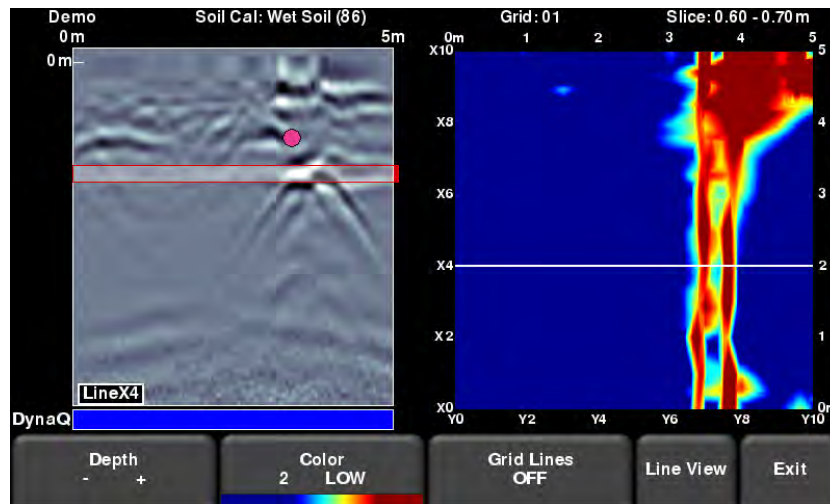 Demo Soil Cal: Wet Soil (86) Grid: 01 Slice: 0.60 - 0.70 m
0m 5m 0m 1 2 3 4 5
0m
X10 5
X8 4
X6 3
X4 2
X2 1
X0 0m
LineX4
Y0 Y2 Y4 Y6 Y8 Y10
DynaQ
Depth
- +
Color
2 LOW
Grid Lines
OFF
Line View
Exit